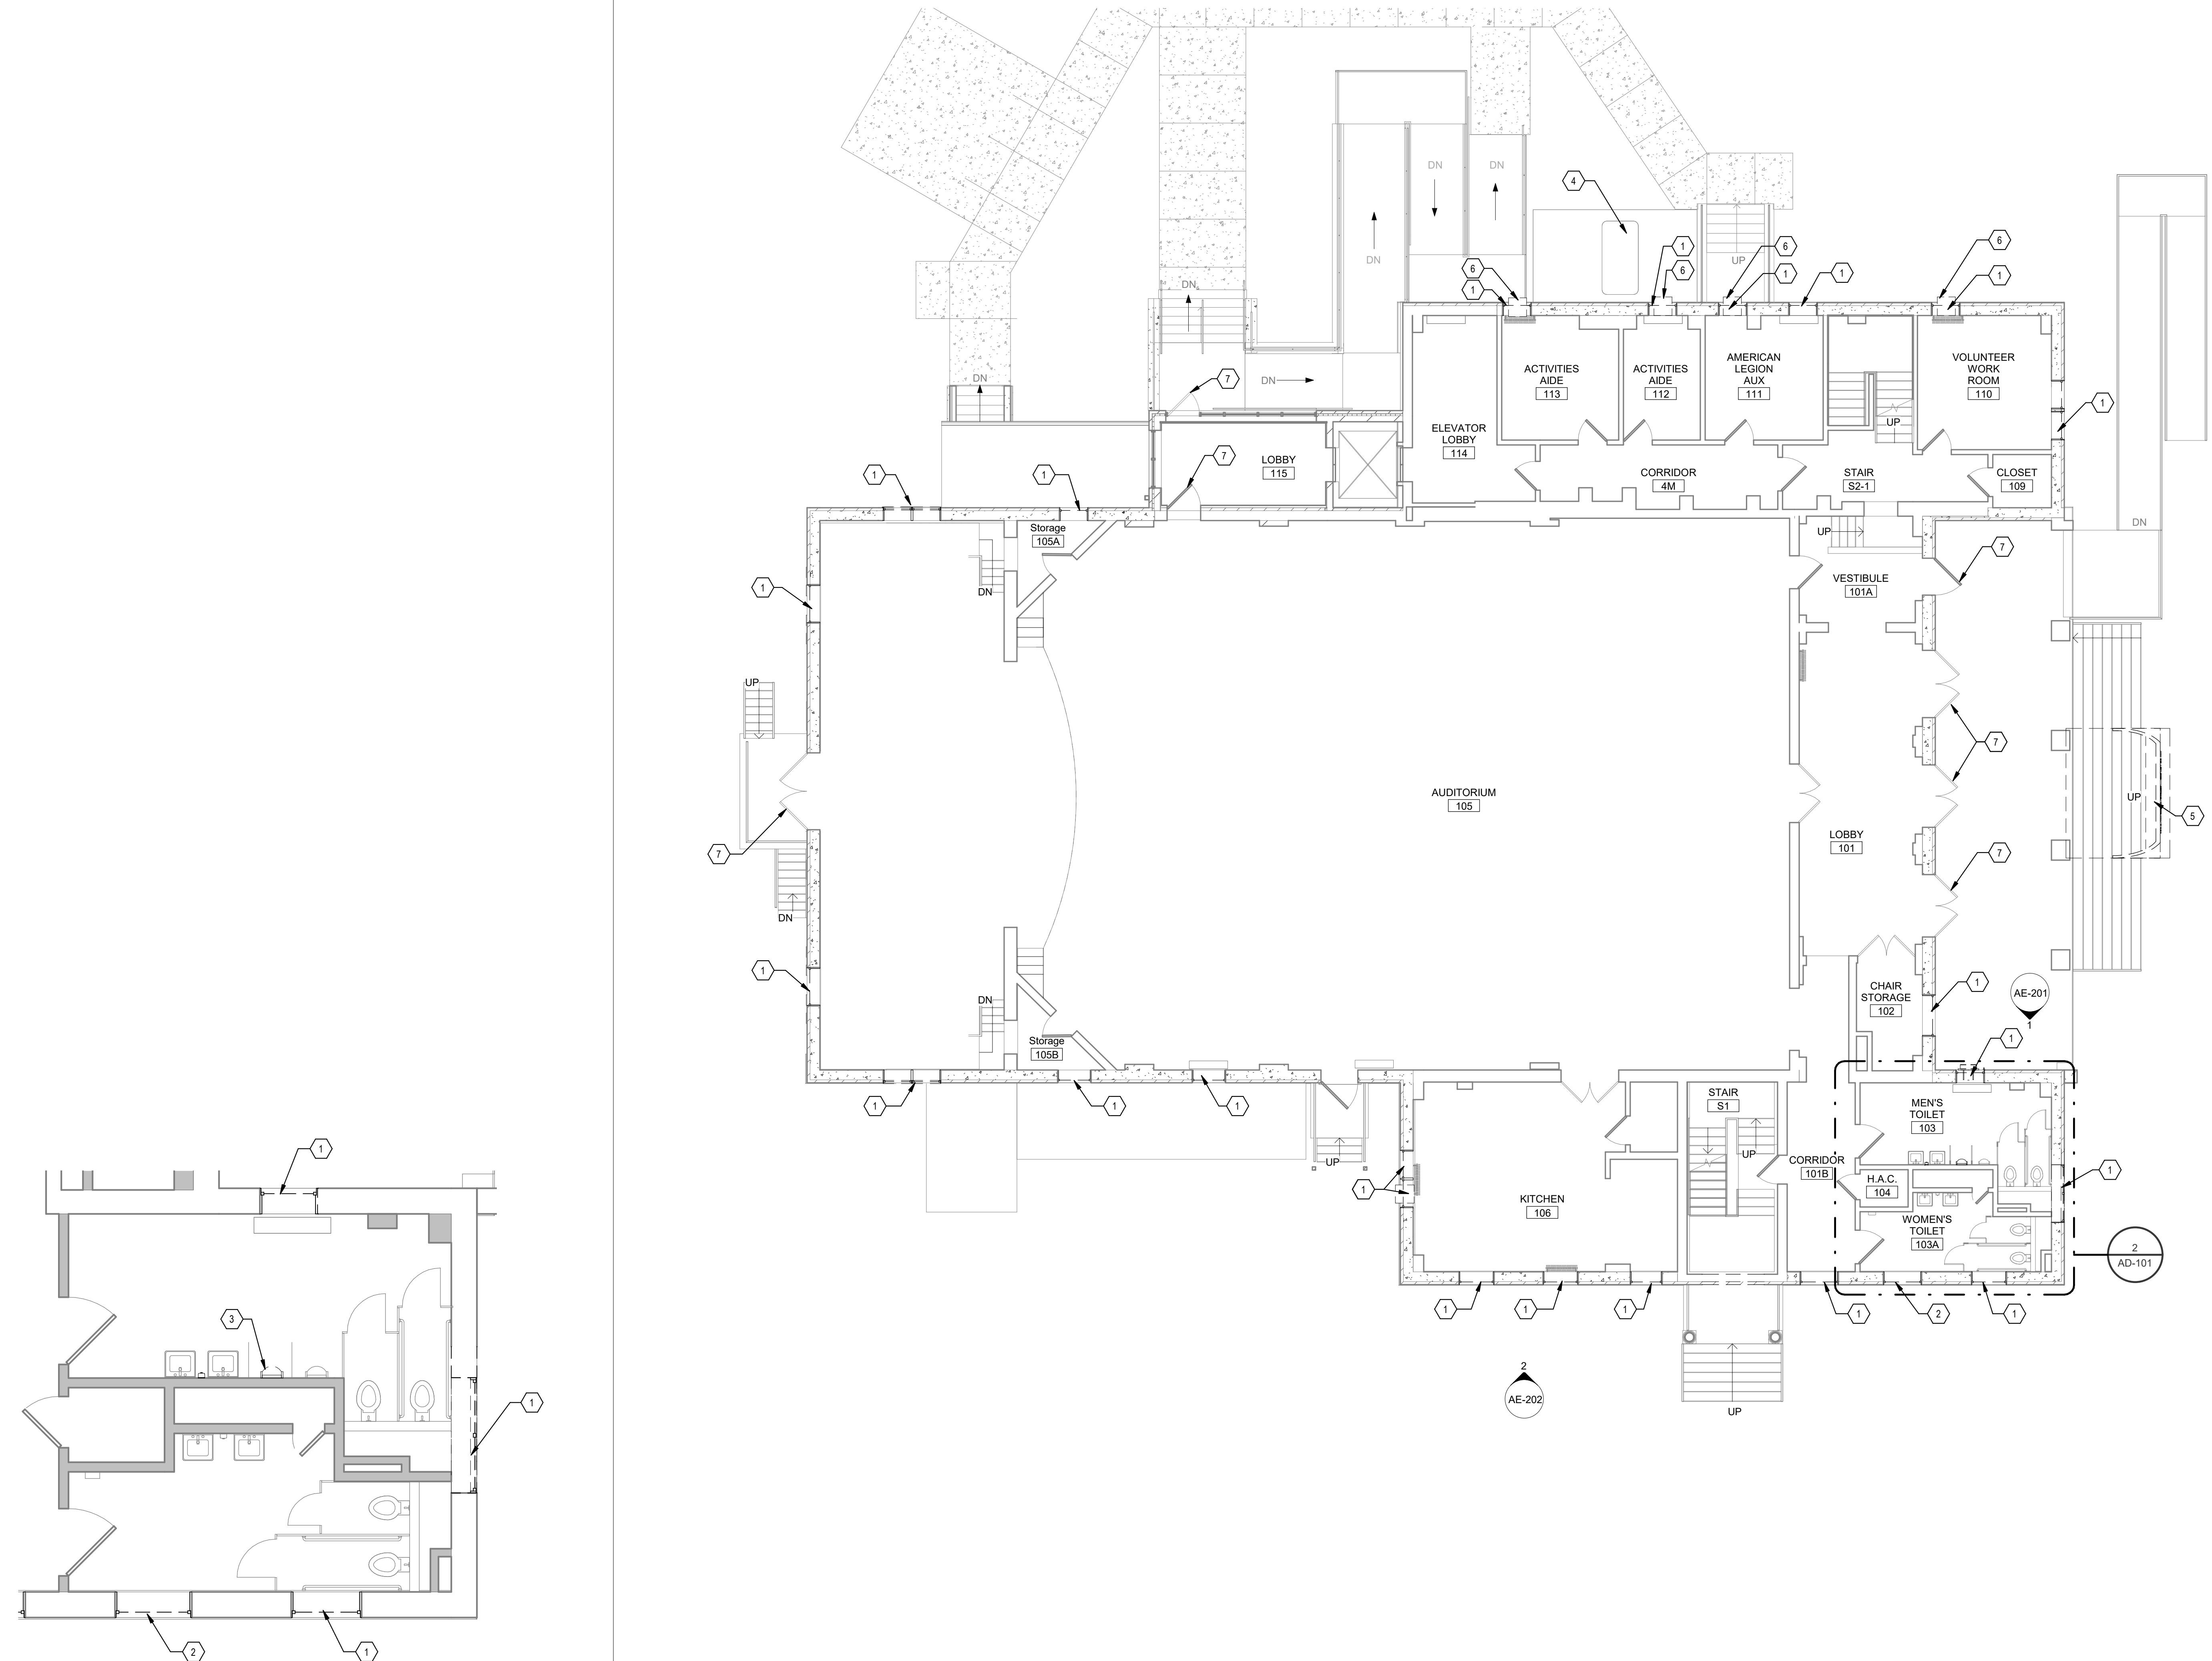 DN
DN
4
DN
UP
6
1
6
6
1
6
1
1
6
1
DN
DN
DN
7
ACTIVITIES
AIDE
113
ACTIVITIES
AIDE
112
AMERICAN
LEGION
AUX
111
VOLUNTEER
WORK
ROOM
110
1
UP
ELEVATOR
LOBBY
114
7
LOBBY
115
CORRIDOR
4M
STAIR
S2-1
CLOSET
109
1
1
Storage
105A
UP
DN
7
1
DN
VESTIBULE
101A
UP
7
AUDITORIUM
105
UP
5
LOBBY
101
7
7
DN
1
DN
CHAIR
STORAGE
102
1
AE-201
1
Storage
105B
1
1
1
1
STAIR
S1
MEN'S
TOILET
103
UP
UP
CORRIDOR
101B
1
1
H.A.C.
104
KITCHEN
106
WOMEN'S
TOILET
103A
2
AD-101
1
1
1
1
2
1
2
AE-202
UP
1
3
1
2
1